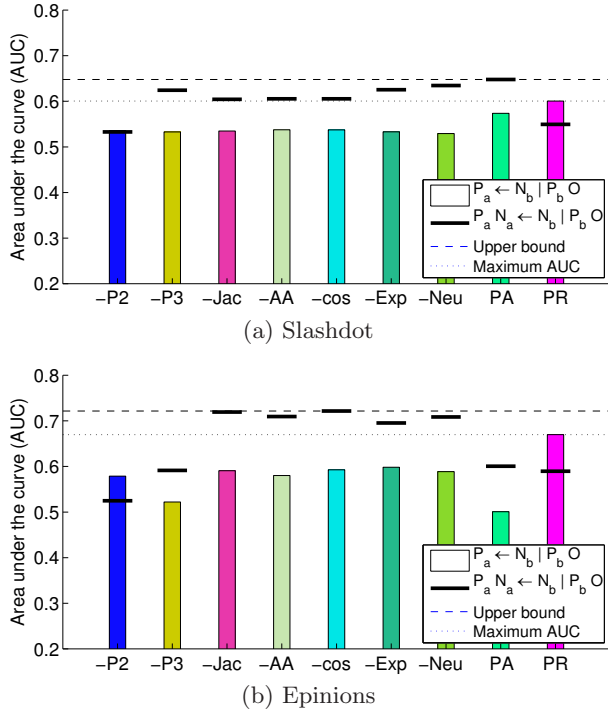 0.8
0.7
0.6
0.5
0.4
0.3
0.2
Area under the curve (AUC)
P_a ← N_b | P_b O
P_a N_a ← N_b | P_b O
Upper bound
Maximum AUC
−P2 −P3 −Jac −AA −cos −Exp −Neu PA PR
(a) Slashdot
0.8
0.7
0.6
0.5
0.4
0.3
0.2
Area under the curve (AUC)
P_a ← N_b | P_b O
P_a N_a ← N_b | P_b O
Upper bound
Maximum AUC
−P2 −P3 −Jac −AA −cos −Exp −Neu PA PR
(b) Epinions